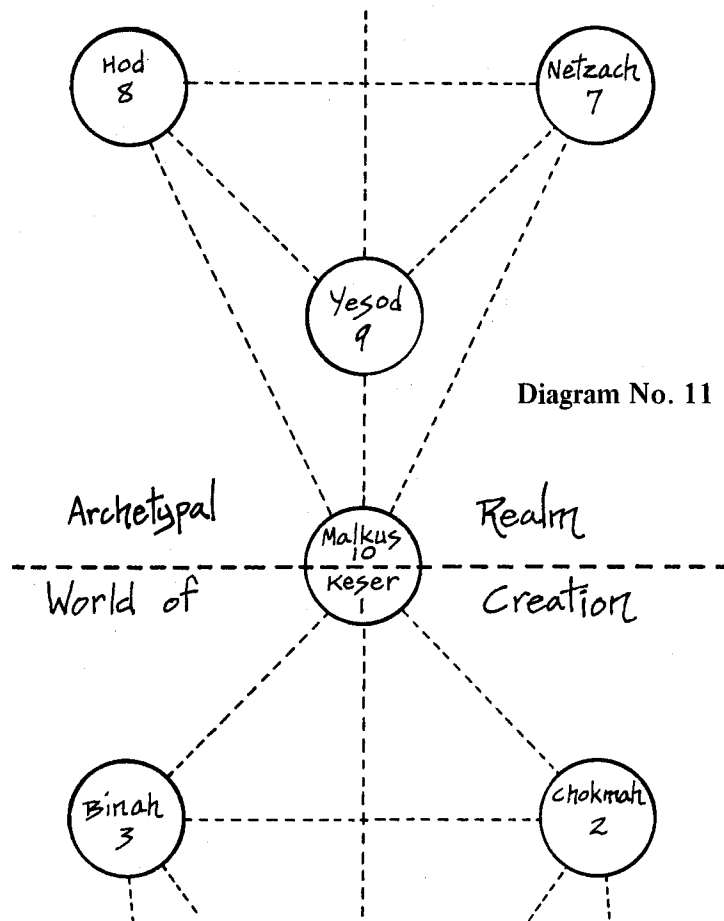 Hod
8
Netzach
7
Yesod
9
Diagram No. 11
Archetypal Realm
Malkus
10
Keser
1
World of Creation
Binah
3
Chokmah
2